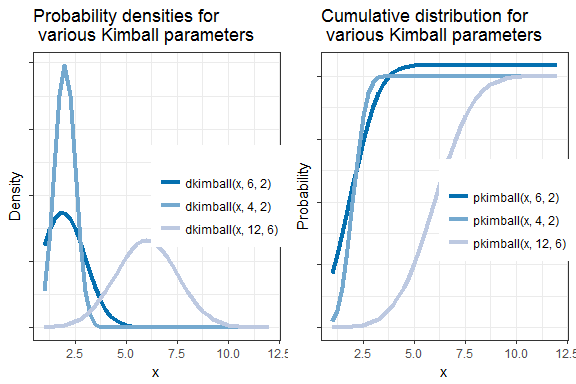 Probability densities for
various Kimball parameters
Density
dkimball(x, 6, 2)
dkimball(x, 4, 2)
dkimball(x, 12, 6)
2.5 5.0 7.5 10.0 12.5
x
Cumulative distribution for
various Kimball parameters
Probability
pkimball(x, 6, 2)
pkimball(x, 4, 2)
pkimball(x, 12, 6)
2.5 5.0 7.5 10.0 12.5
x